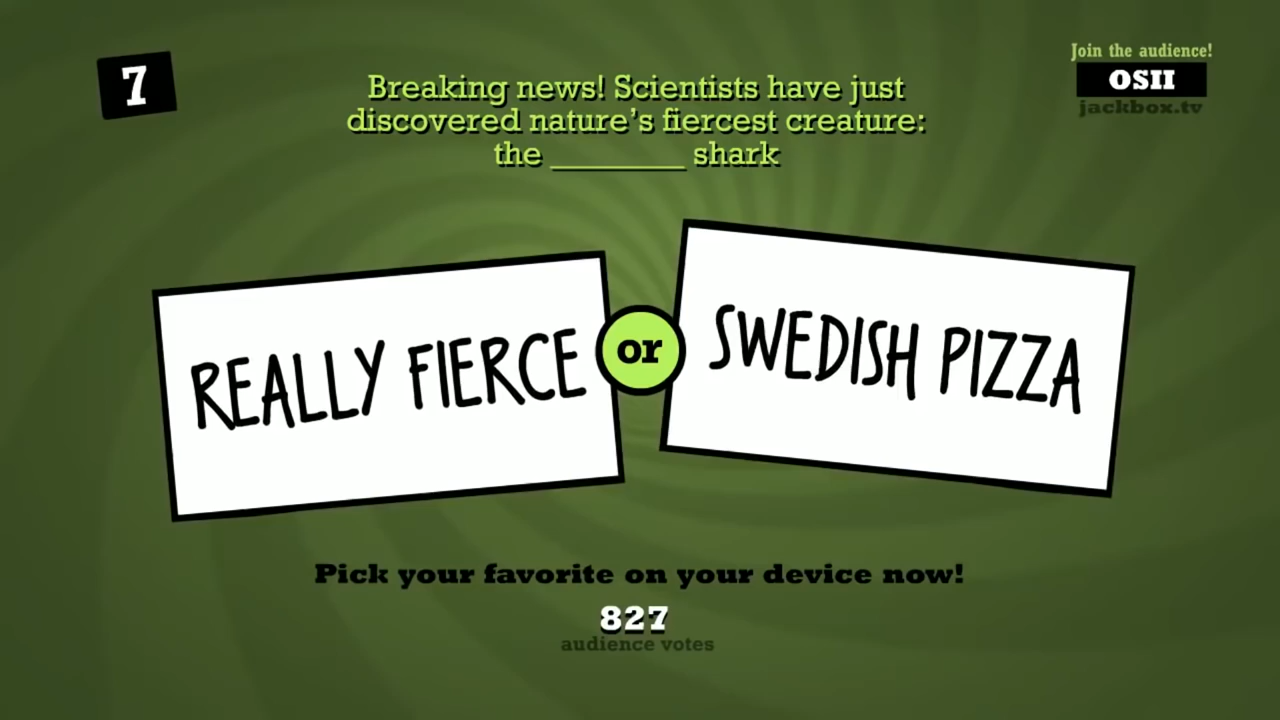 7
Join the audience!
OSII
jackbox.tv
Breaking news! Scientists have just
discovered nature's fiercest creature:
the ________ shark
REALLY FIERCE
or
SWEDISH PIZZA
Pick your favorite on your device now!
827
audience votes